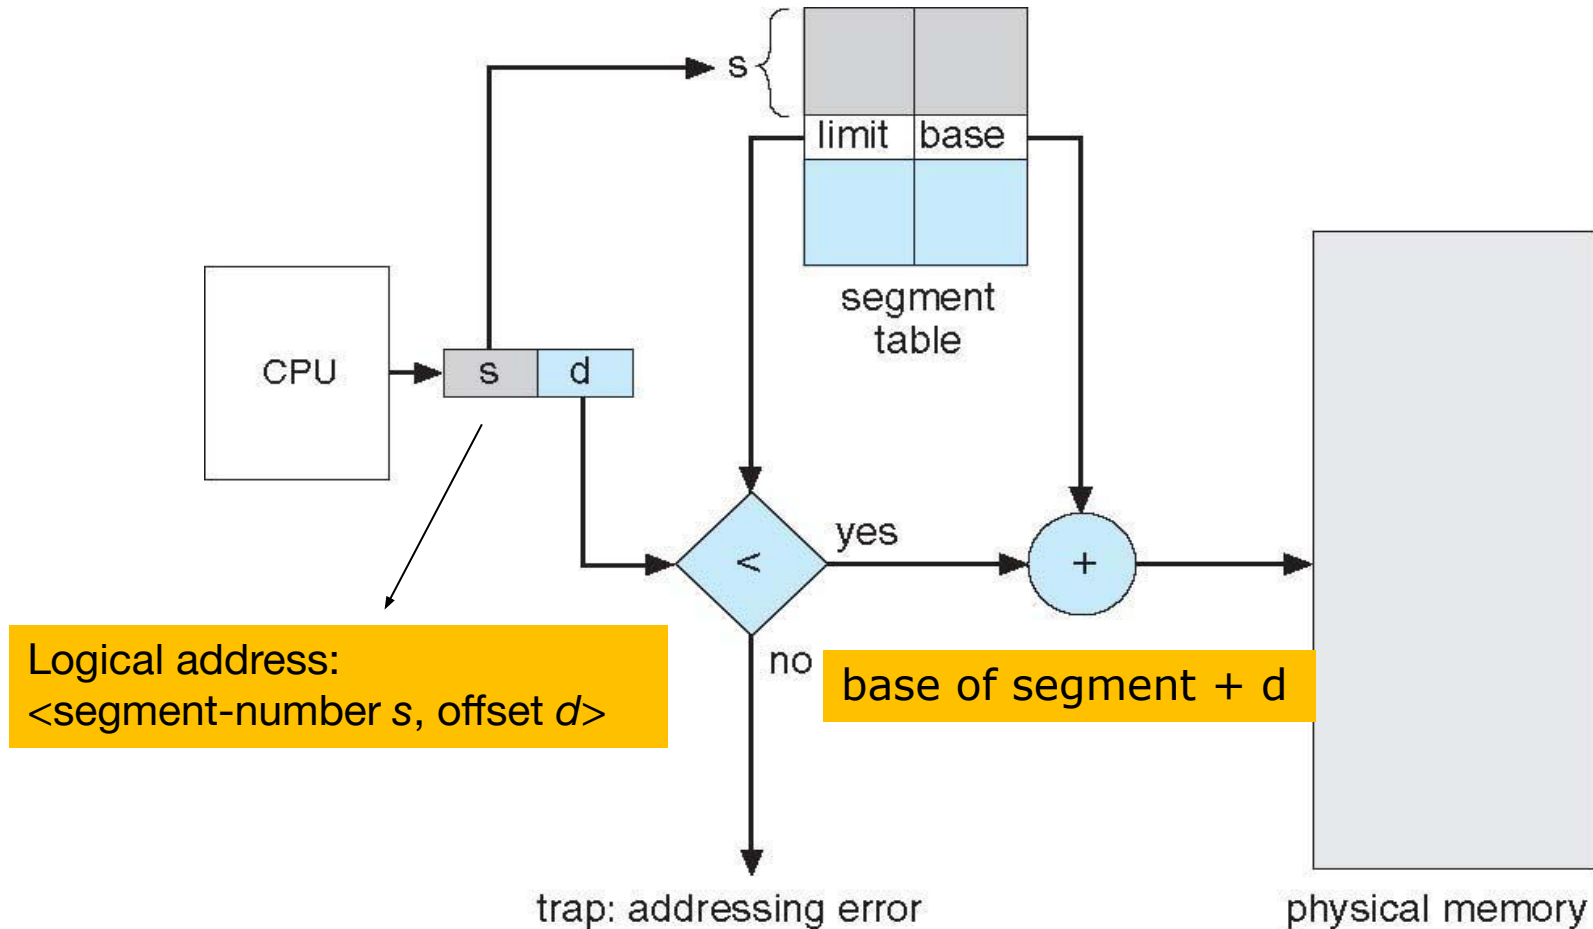 s
limit base
segment
table
CPU
s d
<
yes
+
no
Logical address:
<segment-number s, offset d>
base of segment + d
trap: addressing error
physical memory